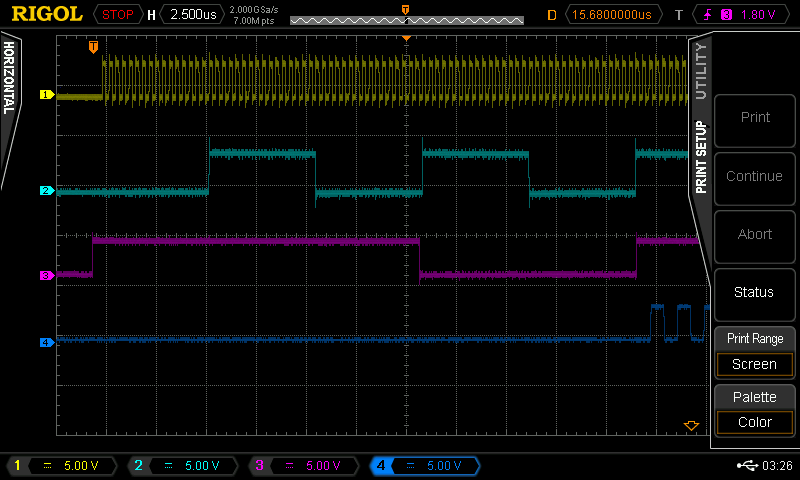 RIGOL STOP H 2.500us 2.000GSa/s 7.00M pts T D 15.6800000us T 3 1.80 V
HORIZONTAL
T
1
2
3
4
UTILITY
PRINT SETUP
Print
Continue
Abort
Status
Print Range
Screen
Palette
Color
1 5.00 V 2 5.00 V 3 5.00 V 4 5.00 V 03:26